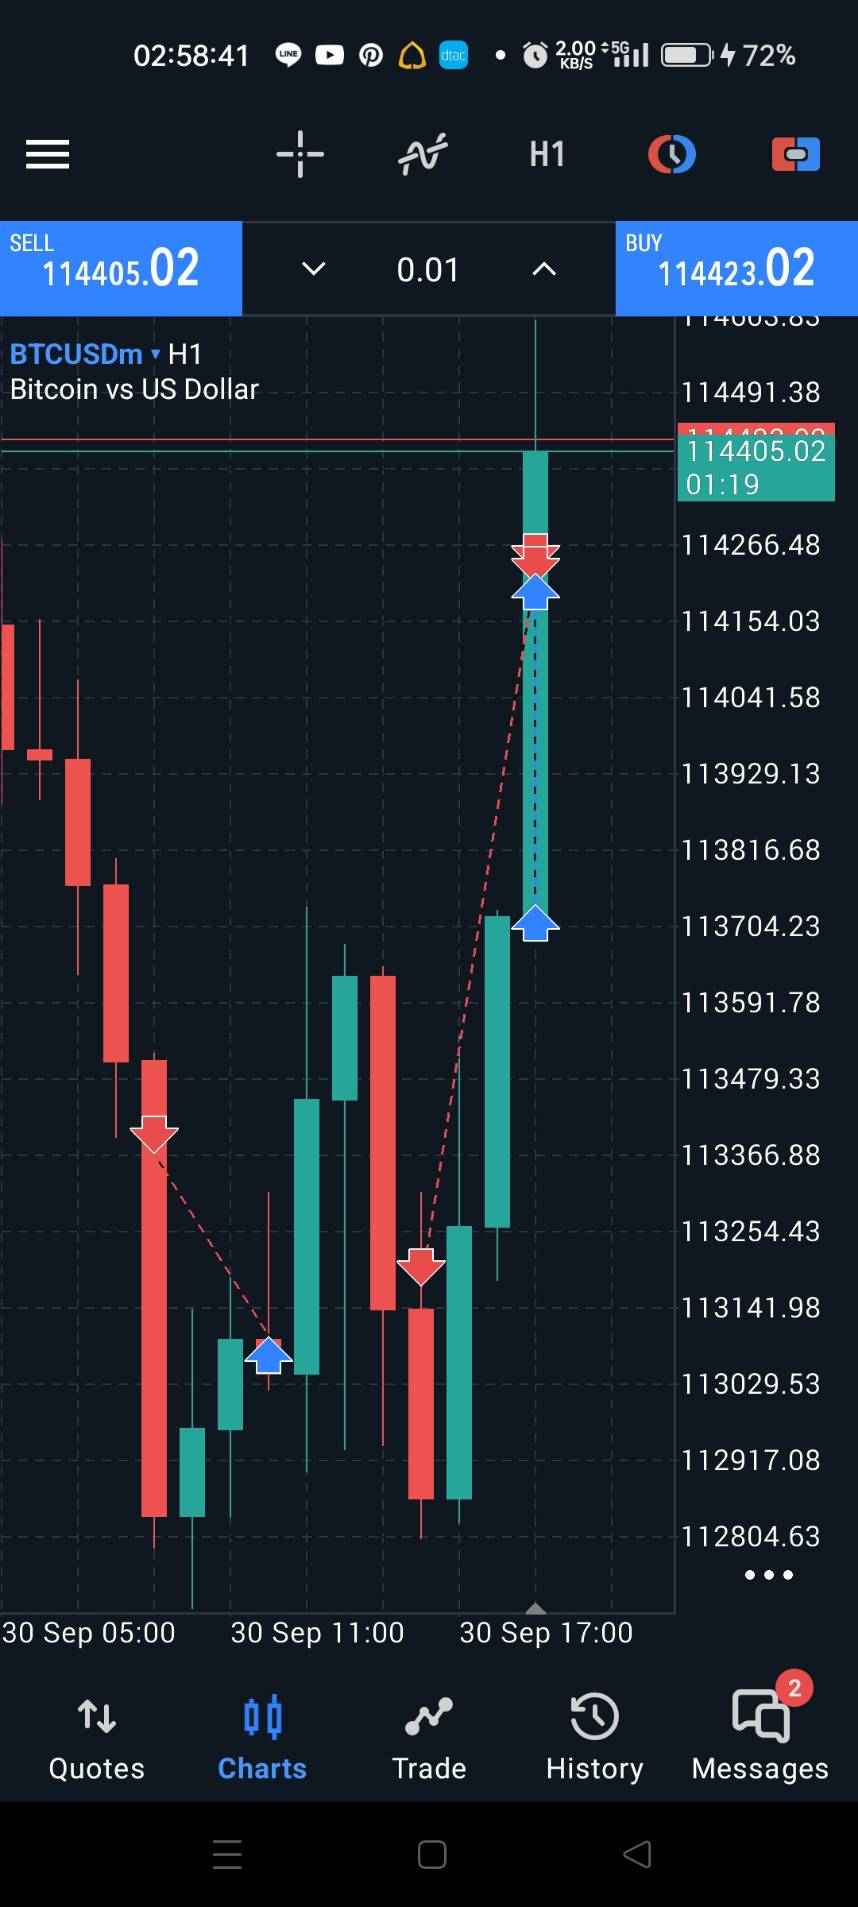 02:58:41 LINE dtac 2.00 KB/S 5G 72%
H1
SELL
114405.02
0.01
BUY
114423.02
BTCUSDm H1
Bitcoin vs US Dollar
114603.83
114491.38
114405.02
01:19
114266.48
114154.03
114041.58
113929.13
113816.68
113704.23
113591.78
113479.33
113366.88
113254.43
113141.98
113029.53
112917.08
112804.63
30 Sep 05:00 30 Sep 11:00 30 Sep 17:00
2
Quotes Charts Trade History Messages